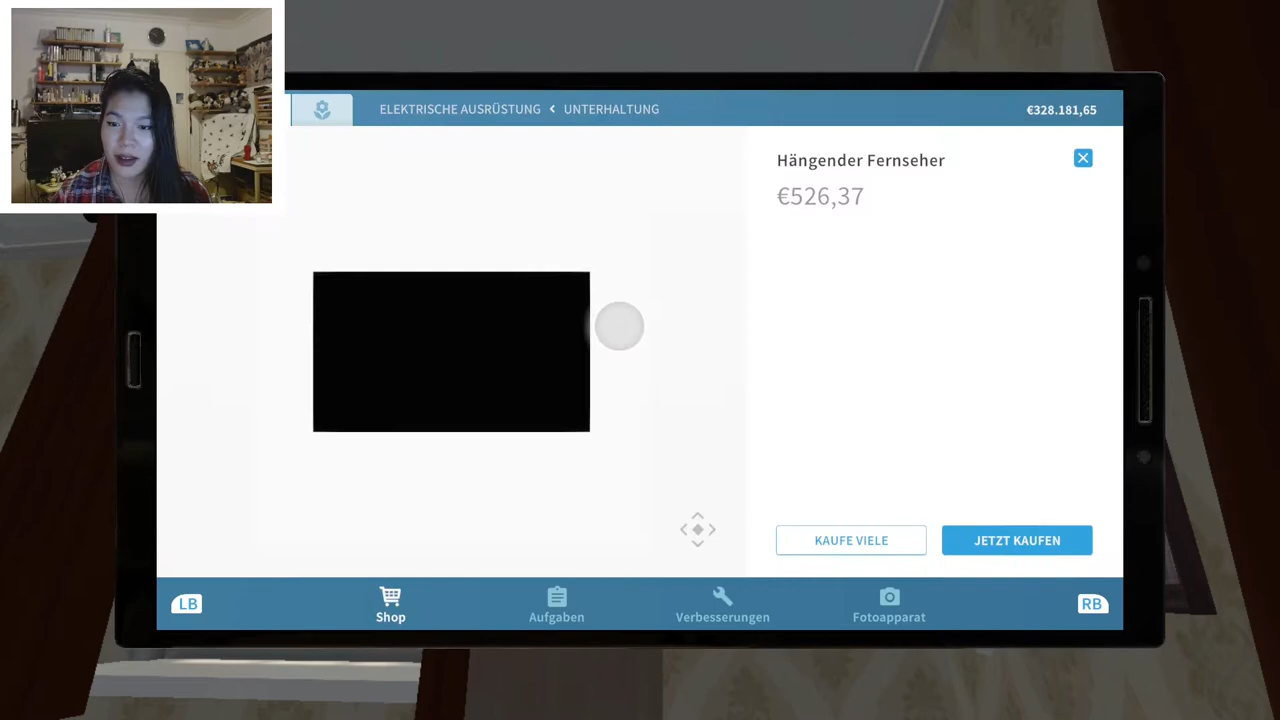 ELEKTRISCHE AUSRÜSTUNG < UNTERHALTUNG
€328.181,65
Hängender Fernseher
€526,37
KAUFE VIELE
JETZT KAUFEN
LB
Shop
Aufgaben
Verbesserungen
Fotoapparat
RB